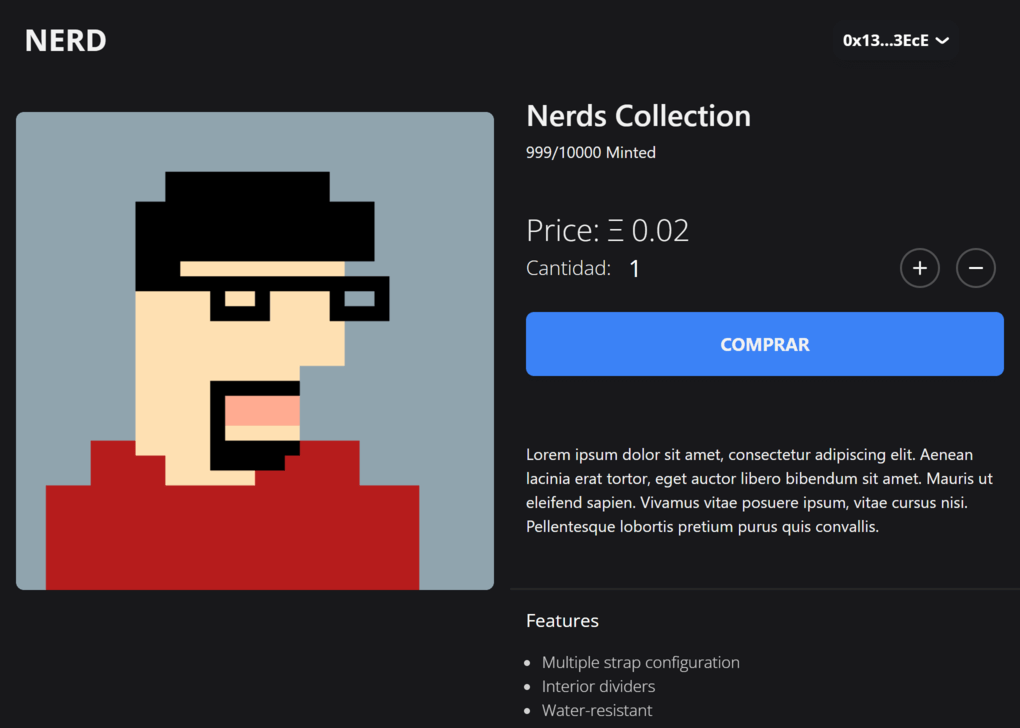 NERD
0x13...3EcE
Nerds Collection
999/10000 Minted
Price: Ξ 0.02
Cantidad: 1
+ −
COMPRAR
Lorem ipsum dolor sit amet, consectetur adipiscing elit. Aenean
lacinia erat tortor, eget auctor libero bibendum sit amet. Mauris ut
eleifend sapien. Vivamus vitae posuere ipsum, vitae cursus nisi.
Pellentesque lobortis pretium purus quis convallis.
Features
• Multiple strap configuration
• Interior dividers
• Water-resistant